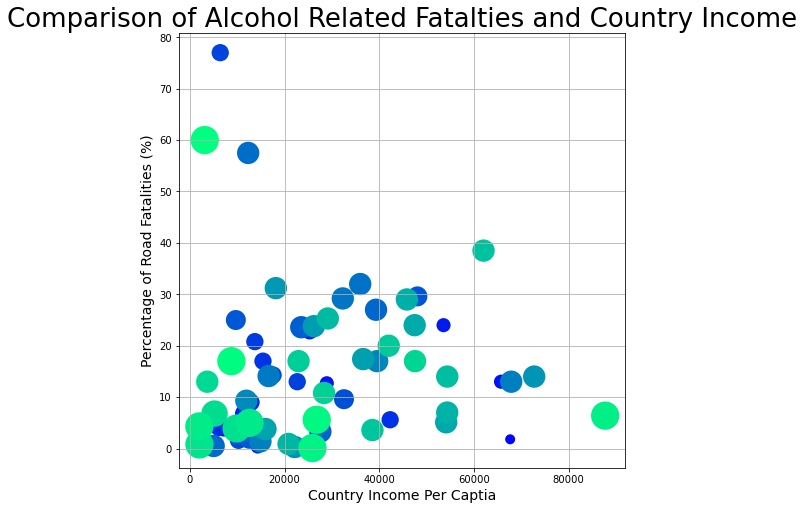 Comparison of Alcohol Related Fatalties and Country Income
80
70
60
50
40
30
20
10
0
Percentage of Road Fatalities (%)
0 20000 40000 60000 80000
Country Income Per Captia